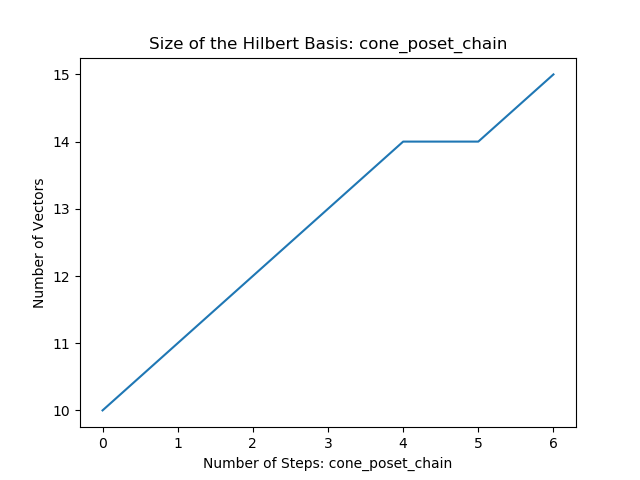 Size of the Hilbert Basis: cone_poset_chain
15
14
13
12
11
10
Number of Vectors
0 1 2 3 4 5 6
Number of Steps: cone_poset_chain